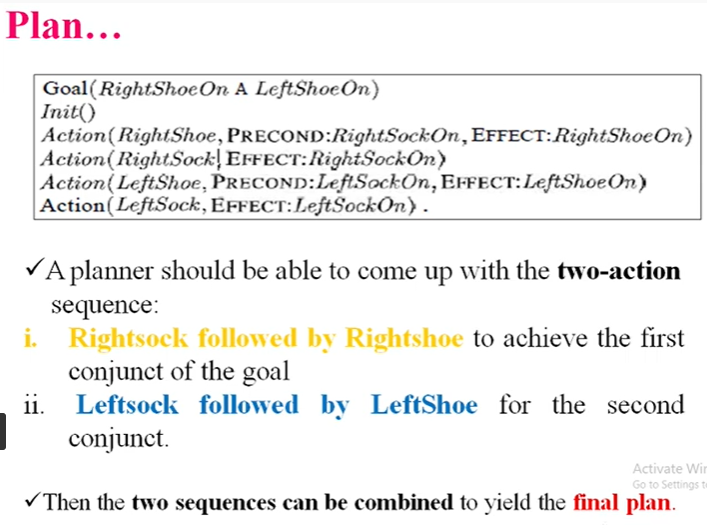 Plan...
Goal(RightShoeOn A LeftShoeOn)
Init()
Action(RightShoe, PRECOND:RightSockOn, EFFECT:RightShoeOn)
Action(RightSock| EFFECT:RightSockOn)
Action(LeftShoe, PRECOND:LeftSockOn, EFFECT:LeftShoeOn)
Action(LeftSock, EFFECT:LeftSockOn) .
✓A planner should be able to come up with the two-action
sequence:
i. Rightsock followed by Rightshoe to achieve the first
conjunct of the goal
ii. Leftsock followed by LeftShoe for the second
conjunct.
Activate Wi
Go to Settings t
✓Then the two sequences can be combined to yield the final plan.